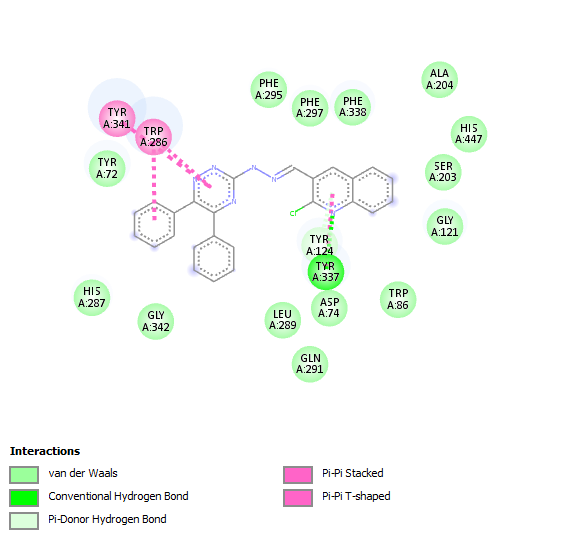 ALA
A:204
PHE
A:295
PHE
A:297
PHE
A:338
TYR
A:341
TRP
A:286
HIS
A:447
TYR
A:72
SER
A:203
N
N
N
N
N
N
Cl
N
GLY
A:121
TYR
A:124
TYR
A:337
HIS
A:287
ASP
A:74
TRP
A:86
GLY
A:342
LEU
A:289
GLN
A:291
Interactions
van der Waals
Conventional Hydrogen Bond
Pi-Donor Hydrogen Bond
Pi-Pi Stacked
Pi-Pi T-shaped